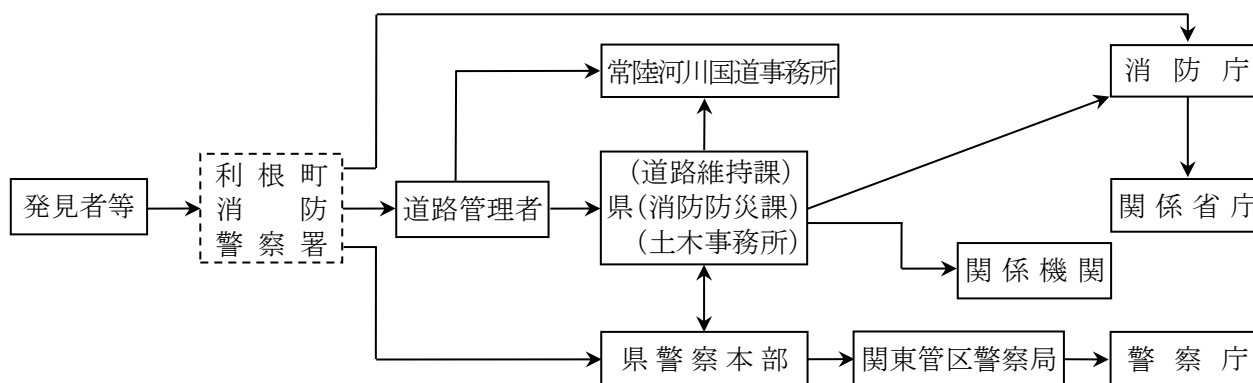 発見者等
利根町
消防
警察署
道路管理者
常陸河川国道事務所
(道路維持課)
県(消防防災課)
(土木事務所)
県警察本部
関東管区警察局
警察庁
関係機関
消防庁
関係省庁